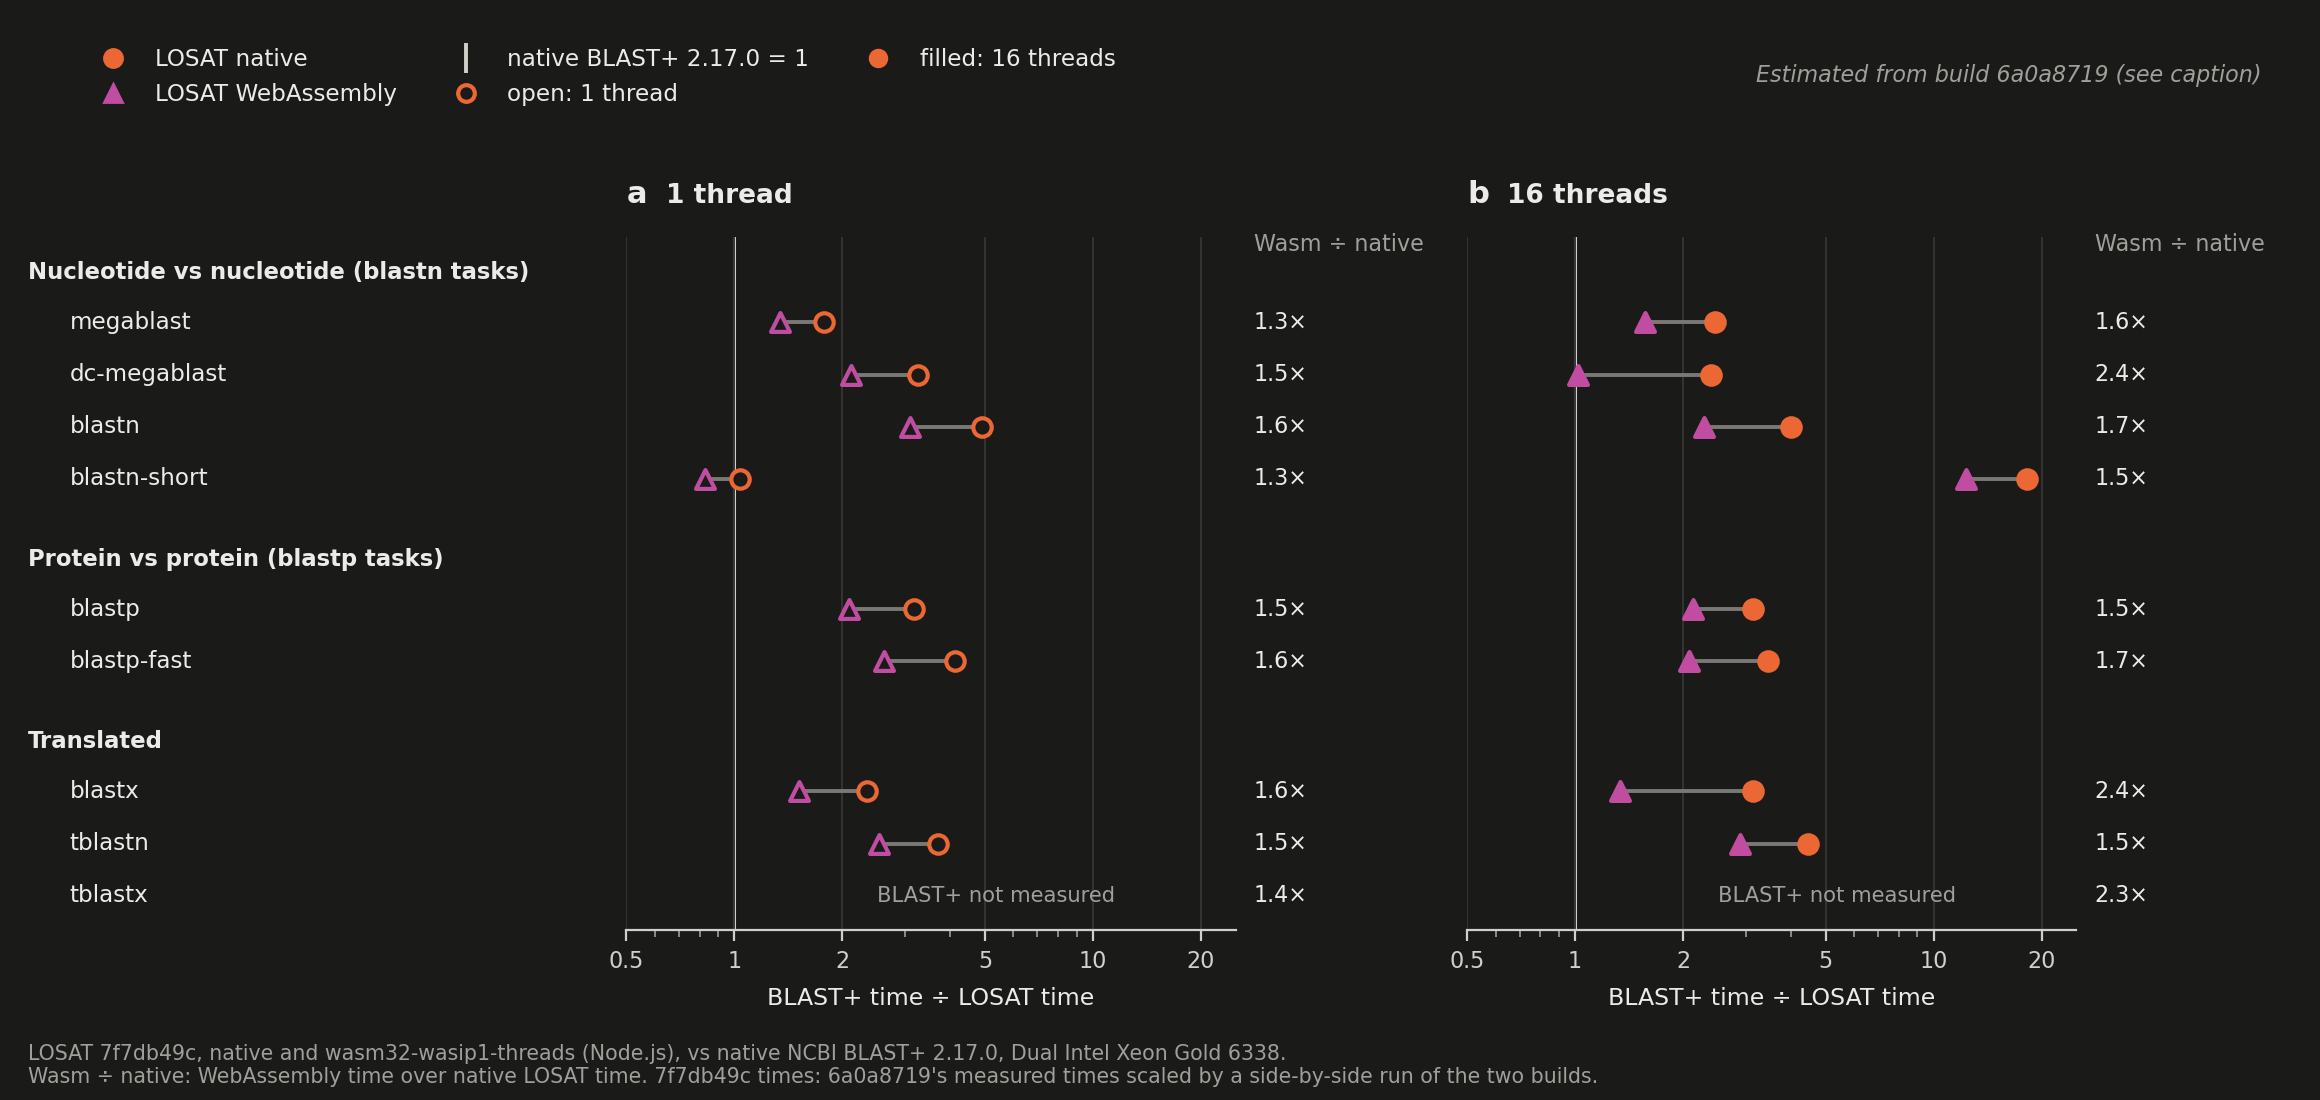 LOSAT native
native BLAST+ 2.17.0 = 1
filled: 16 threads
LOSAT WebAssembly
open: 1 thread
Estimated from build 6a0a8719 (see caption)
a 1 thread
b 16 threads
Wasm ÷ native
Wasm ÷ native
Nucleotide vs nucleotide (blastn tasks)
megablast
1.3×
1.6×
dc-megablast
1.5×
2.4×
blastn
1.6×
1.7×
blastn-short
1.3×
1.5×
Protein vs protein (blastp tasks)
blastp
1.5×
1.5×
blastp-fast
1.6×
1.7×
Translated
blastx
1.6×
2.4×
tblastn
1.5×
1.5×
tblastx
BLAST+ not measured
1.4×
BLAST+ not measured
2.3×
0.5 1 2 5 10 20
0.5 1 2 5 10 20
BLAST+ time ÷ LOSAT time
BLAST+ time ÷ LOSAT time
LOSAT 7f7db49c, native and wasm32-wasip1-threads (Node.js), vs native NCBI BLAST+ 2.17.0, Dual Intel Xeon Gold 6338.
Wasm ÷ native: WebAssembly time over native LOSAT time. 7f7db49c times: 6a0a8719's measured times scaled by a side-by-side run of the two builds.